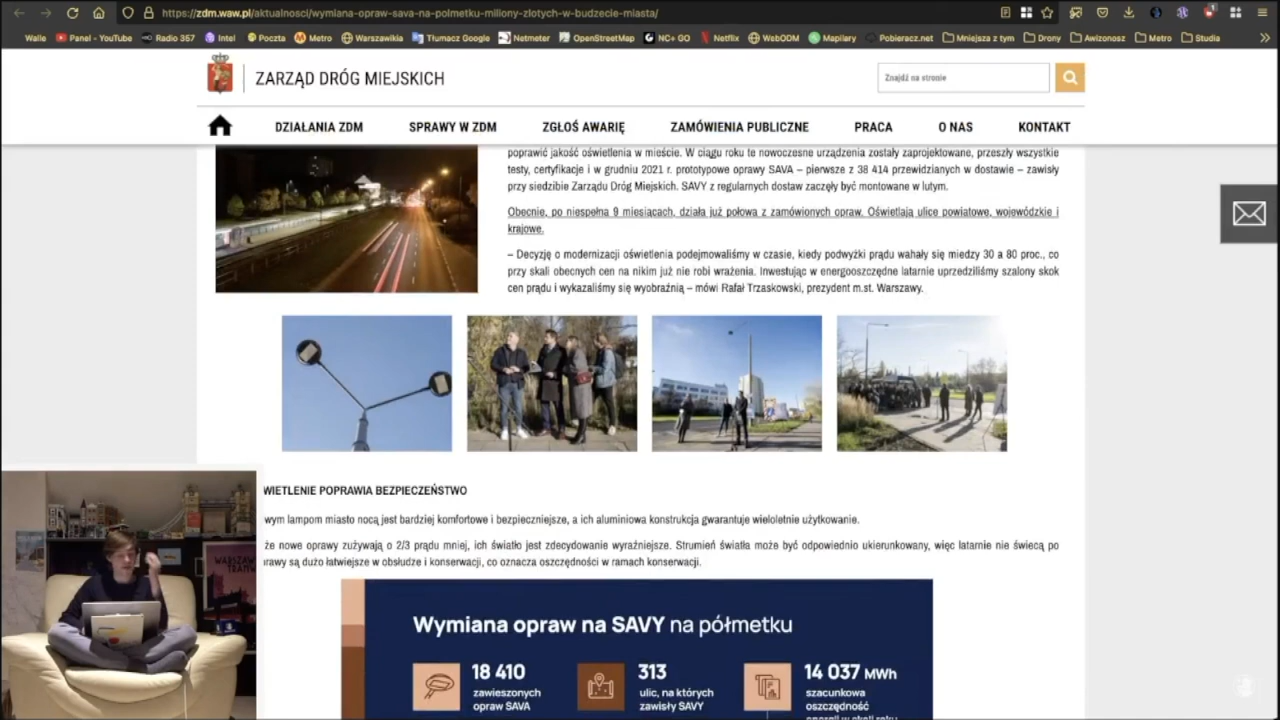 https://zdm.waw.pl/aktualnosci/wymiana-opraw-sava-na-polmetku-miliony-zlotych-w-budzecie-miasta/
Walle Panel - YouTube Radio 357 Intel Poczta Metro Warszawikia Tłumacz Google Netmeter OpenStreetMap NC+ GO Netflix WebODM Mapilary Pobieracz.net Mniejsza z tym Drony Awizonosz Metro Studia
ZARZĄD DRÓG MIEJSKICH
Znajdź na stronie
DZIAŁANIA ZDM SPRAWY W ZDM ZGŁOŚ AWARIĘ ZAMÓWIENIA PUBLICZNE PRACA O NAS KONTAKT
poprawić jakość oświetlenia w mieście. W ciągu roku te nowoczesne urządzenia zostały zaprojektowane, przeszły wszystkie
testy, certyfikacje i w grudniu 2021 r. prototypowe oprawy SAVA – pierwsze z 38 414 przewidzianych w dostawie – zawisły
przy siedzibie Zarządu Dróg Miejskich. SAVY z regularnych dostaw zaczęły być montowane w lutym.
Obecnie, po niespełna 9 miesiącach, działa już połowa z zamówionych opraw. Oświetlają ulice powiatowe, wojewódzkie i
krajowe.
– Decyzję o modernizacji oświetlenia podejmowaliśmy w czasie, kiedy podwyżki prądu wahały się miedzy 30 a 80 proc., co
przy skali obecnych cen na nikim już nie robi wrażenia. Inwestując w energooszczędne latarnie uprzedziliśmy szalony skok
cen prądu i wykazaliśmy się wyobraźnią – mówi Rafał Trzaskowski, prezydent m.st. Warszawy.
WIETLENIE POPRAWIA BEZPIECZEŃSTWO
wym lampom miasto nocą jest bardziej komfortowe i bezpieczniejsze, a ich aluminiowa konstrukcja gwarantuje wieloletnie użytkowanie.
że nowe oprawy zużywają o 2/3 prądu mniej, ich światło jest zdecydowanie wyraźniejsze. Strumień światła może być odpowiednio ukierunkowany, więc latarnie nie świecą po
rawy są dużo łatwiejsze w obsłudze i konserwacji, co oznacza oszczędności w ramach konserwacji.
WARSZAW
Wymiana opraw na SAVY na półmetku
18 410 313 14 037 MWh
zawieszonych ulic, na których szacunkowa
opraw SAVA zawisły SAVY oszczędność
energii w skali roku